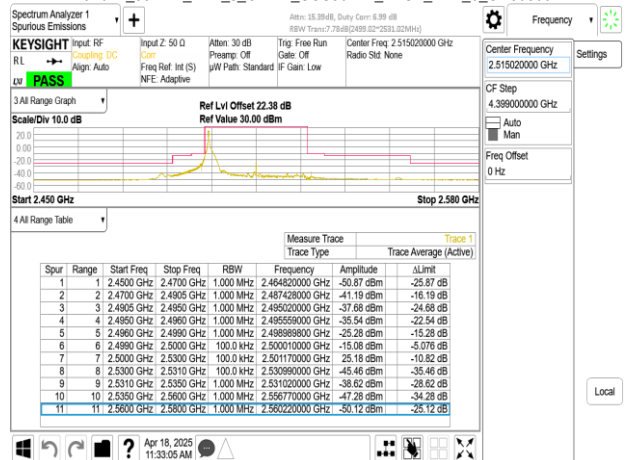 Spectrum Analyzer 1
Spurious Emissions
Attn: 15.39dB, Duty Corr: 6.99 dB
RBW Trans:7.78dB(2499.02~2531.02MHz)
Frequency
KEYSIGHT Input: RF Input Z: 50 Ω Atten: 30 dB Trig: Free Run Center Freq: 2.515020000 GHz
RL Coupling: DC Corr Preamp: Off Gate: Off Radio Std: None
Align: Auto Freq Ref: Int (S) µW Path: Standard IF Gain: Low
LXI PASS NFE: Adaptive
Center Frequency
2.515020000 GHz
Settings
CF Step
4.399000000 GHz
Auto
Man
Freq Offset
0 Hz
3 All Range Graph
Ref Lvl Offset 22.38 dB
Scale/Div 10.0 dB Ref Value 30.00 dBm
20.0
0.00
-20.0
-40.0
-60.0
Start 2.450 GHz Stop 2.580 GHz
4 All Range Table
Measure Trace Trace 1
Trace Type Trace Average (Active)
Spur Range Start Freq Stop Freq RBW Frequency Amplitude ΔLimit
1 1 2.4500 GHz 2.4700 GHz 1.000 MHz 2.464820000 GHz -50.87 dBm -25.87 dB
2 2 2.4700 GHz 2.4905 GHz 1.000 MHz 2.487428000 GHz -41.19 dBm -16.19 dB
3 3 2.4905 GHz 2.4950 GHz 1.000 MHz 2.495020000 GHz -37.68 dBm -24.68 dB
4 4 2.4950 GHz 2.4960 GHz 1.000 MHz 2.495559000 GHz -35.54 dBm -22.54 dB
5 5 2.4960 GHz 2.4990 GHz 1.000 MHz 2.498989800 GHz -25.28 dBm -15.28 dB
6 6 2.4990 GHz 2.5000 GHz 100.0 kHz 2.500010000 GHz -15.08 dBm -5.076 dB
7 7 2.5000 GHz 2.5300 GHz 100.0 kHz 2.501170000 GHz 25.18 dBm -10.82 dB
8 8 2.5300 GHz 2.5310 GHz 100.0 kHz 2.530990000 GHz -45.46 dBm -35.46 dB
9 9 2.5310 GHz 2.5350 GHz 1.000 MHz 2.531020000 GHz -38.62 dBm -28.62 dB
10 10 2.5350 GHz 2.5600 GHz 1.000 MHz 2.556770000 GHz -47.28 dBm -34.28 dB
11 11 2.5600 GHz 2.5800 GHz 1.000 MHz 2.560220000 GHz -50.12 dBm -25.12 dB
Local
Apr 18, 2025
11:33:05 AM